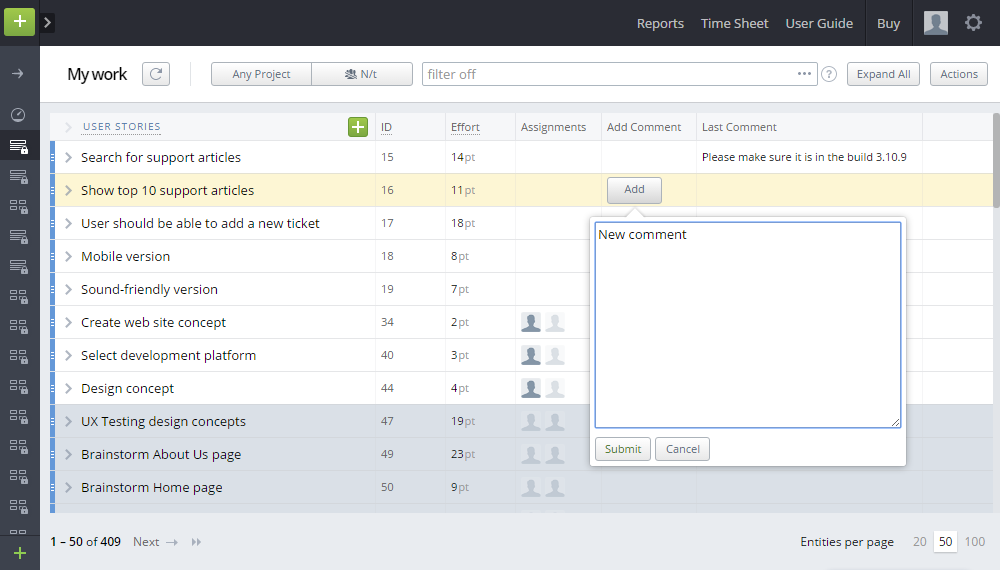 Reports Time Sheet User Guide Buy
My work Any Project N/t filter off ••• ? Expand All Actions
USER STORIES ID Effort Assignments Add Comment Last Comment
Search for support articles 15 14pt Please make sure it is in the build 3.10.9
Show top 10 support articles 16 11pt Add
User should be able to add a new ticket 17 18pt
New comment
Mobile version 18 8pt
Sound-friendly version 19 7pt
Create web site concept 34 2pt
Select development platform 40 3pt
Design concept 44 4pt
UX Testing design concepts 47 19pt
Brainstorm About Us page 49 23pt
Submit Cancel
Brainstorm Home page 50 9pt
1 – 50 of 409 Next → Entities per page 20 50 100